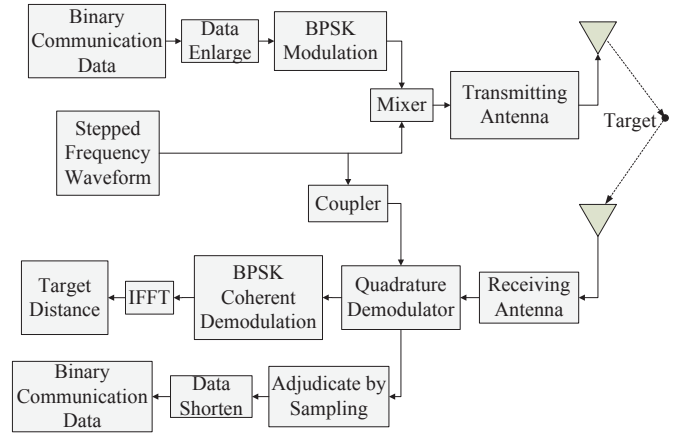 Binary
Communication
Data
Data
Enlarge
BPSK
Modulation
Mixer
Transmitting
Antenna
Target
Stepped
Frequency
Waveform
Coupler
Target
Distance
IFFT
BPSK
Coherent
Demodulation
Quadrature
Demodulator
Receiving
Antenna
Binary
Communication
Data
Data
Shorten
Adjudicate by
Sampling